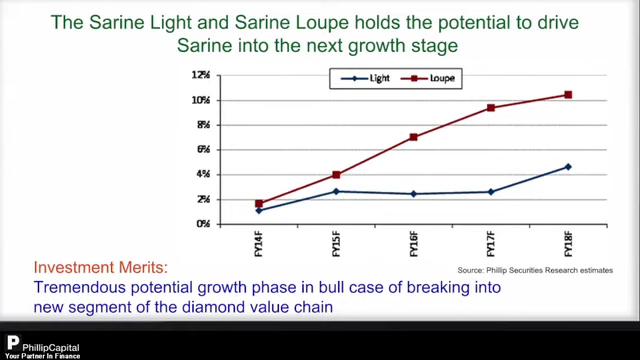 The Sarine Light and Sarine Loupe holds the potential to drive
Sarine into the next growth stage
Light
Loupe
12%
10%
8%
6%
4%
2%
0%
FY14F
FY15F
FY16F
FY17F
FY18F
Source: Phillip Securities Research estimates
Investment Merits:
Tremendous potential growth phase in bull case of breaking into
new segment of the diamond value chain
P
PhillipCapital
Your Partner In Finance